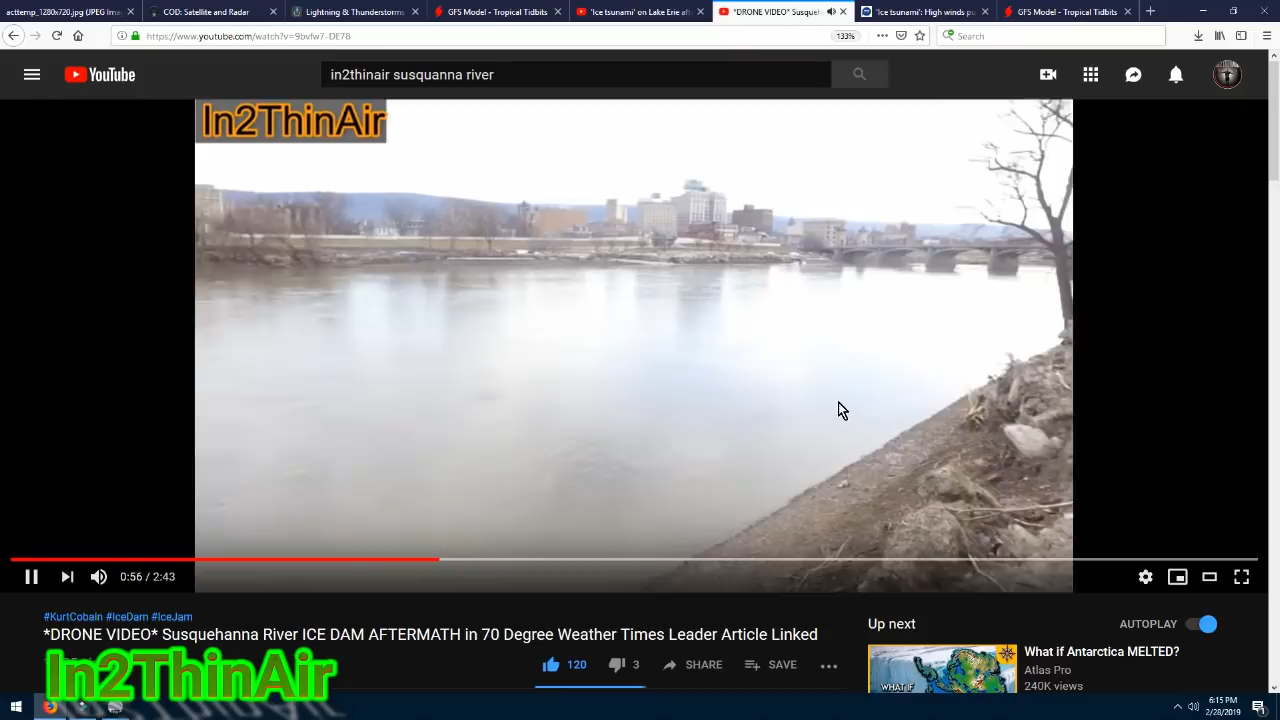 acttemp_1280x720.jpg (JPEG Ima
COD: Satellite and Radar
Lightning & Thunderstorms
GFS Model - Tropical Tidbits
"Ice tsunami" on Lake Erie aft
*DRONE VIDEO* Susqueh
'Ice tsunami': High winds pu
GFS Model - Tropical Tidbits
https://www.youtube.com/watch?v=9bvfw7-DE78
133%
Search
YouTube
in2thinair susquanna river
In2ThinAir
0:56 / 2:43
#KurtCobain #IceDam #IceJam
*DRONE VIDEO* Susquehanna River ICE DAM AFTERMATH in 70 Degree Weather Times Leader Article Linked
120
3
SHARE
SAVE
In2ThinAir
Up next
AUTOPLAY
What if Antarctica MELTED?
Atlas Pro
240K views
WHAT IF
6:15 PM
2/28/2019